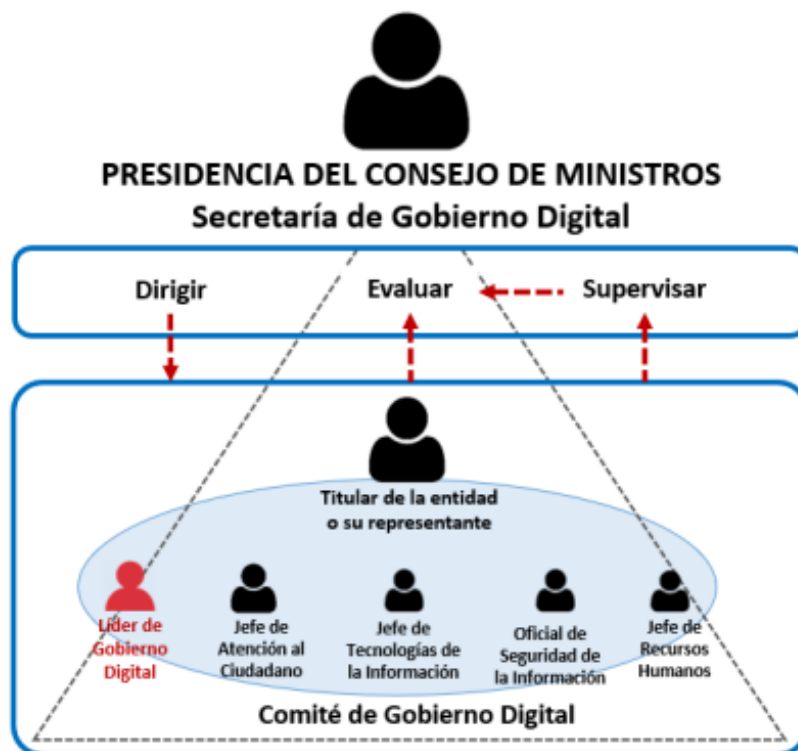 PRESIDENCIA DEL CONSEJO DE MINISTROS
Secretaría de Gobierno Digital
Dirigir
Evaluar
Supervisar
Titular de la entidad
o su representante
Líder de
Gobierno
Digital
Jefe de
Atención al
Ciudadano
Jefe de
Tecnologías de
la Información
Oficial de
Seguridad de
la Información
Jefe de
Recursos
Humanos
Comité de Gobierno Digital